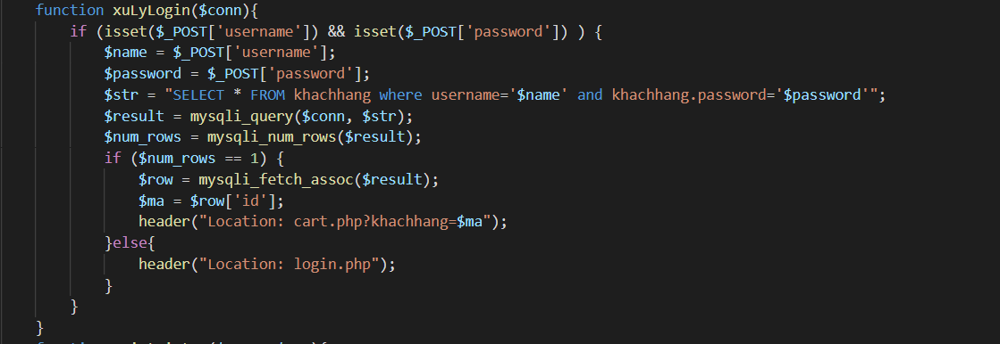 function xuLyLogin($conn){
if (isset($_POST['username']) && isset($_POST['password']) ) {
$name = $_POST['username'];
$password = $_POST['password'];
$str = "SELECT * FROM khachhang where username='$name' and khachhang.password='$password'";
$result = mysqli_query($conn, $str);
$num_rows = mysqli_num_rows($result);
if ($num_rows == 1) {
$row = mysqli_fetch_assoc($result);
$ma = $row['id'];
header("Location: cart.php?khachhang=$ma");
}else{
header("Location: login.php");
}
}
}